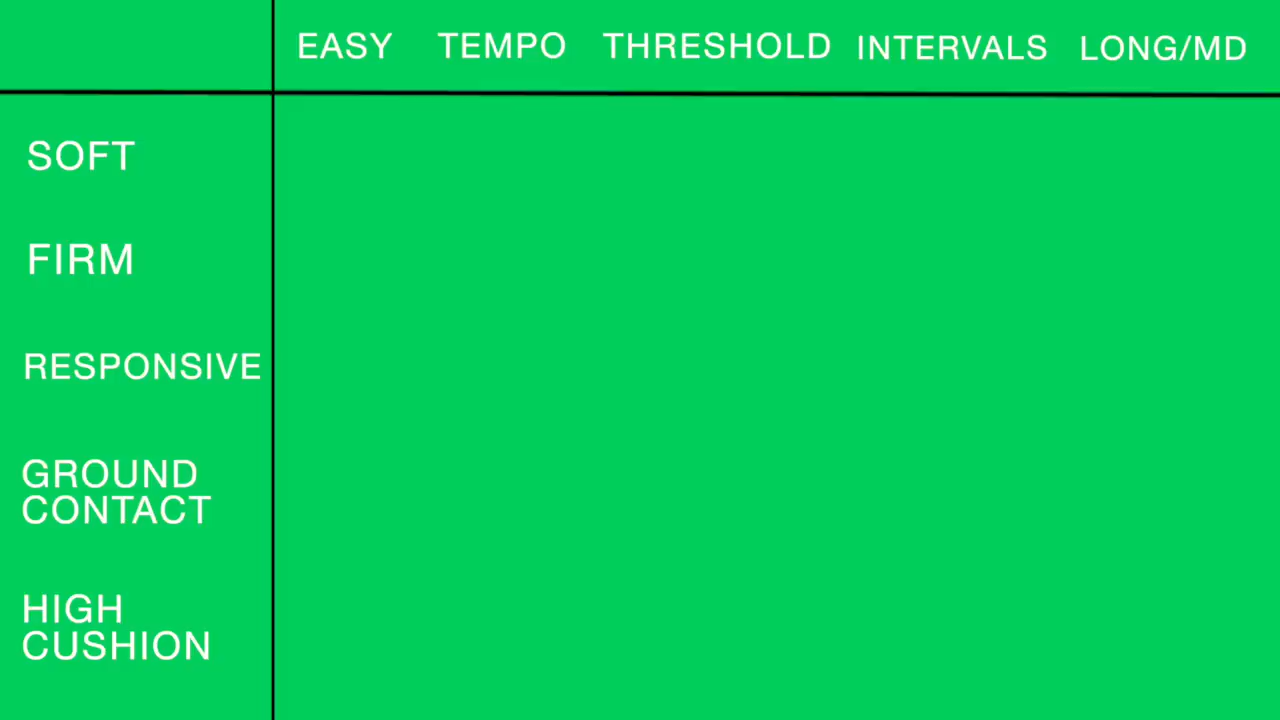 EASY TEMPO THRESHOLD INTERVALS LONG/MD
SOFT
FIRM
RESPONSIVE
GROUND
CONTACT
HIGH
CUSHION